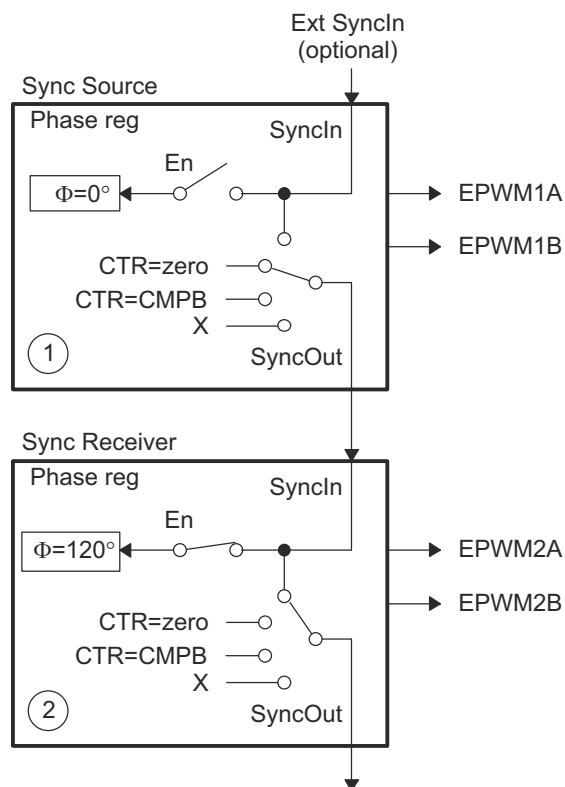 Ext SyncIn
(optional)
Sync Source
Phase reg
SyncIn
En
Φ=0°
EPWM1A
EPWM1B
CTR=zero
CTR=CMPB
X
1
SyncOut
Sync Receiver
Phase reg
SyncIn
En
Φ=120°
EPWM2A
EPWM2B
CTR=zero
CTR=CMPB
X
2
SyncOut